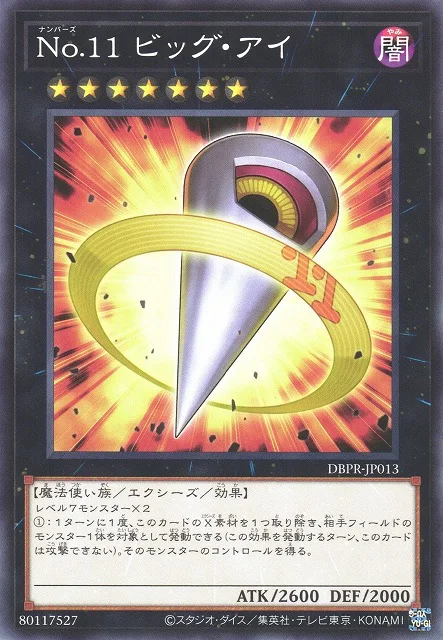 ナンバーズ
No.11 ビッグ・アイ
やみ
闇
11
DBPR-JP013
【魔法使い族/エクシーズ/効果】
レベル7モンスター×2
①:1ターンに1度、このカードのX素材を1つ取り除き、相手フィールドの
モンスター1体を対象として発動できる(この効果を発動するターン、このカード
は攻撃できない)。そのモンスターのコントロールを得る。
ATK/2600 DEF/2000
80117527
©スタジオ・ダイス/集英社・テレビ東京・KONAMI